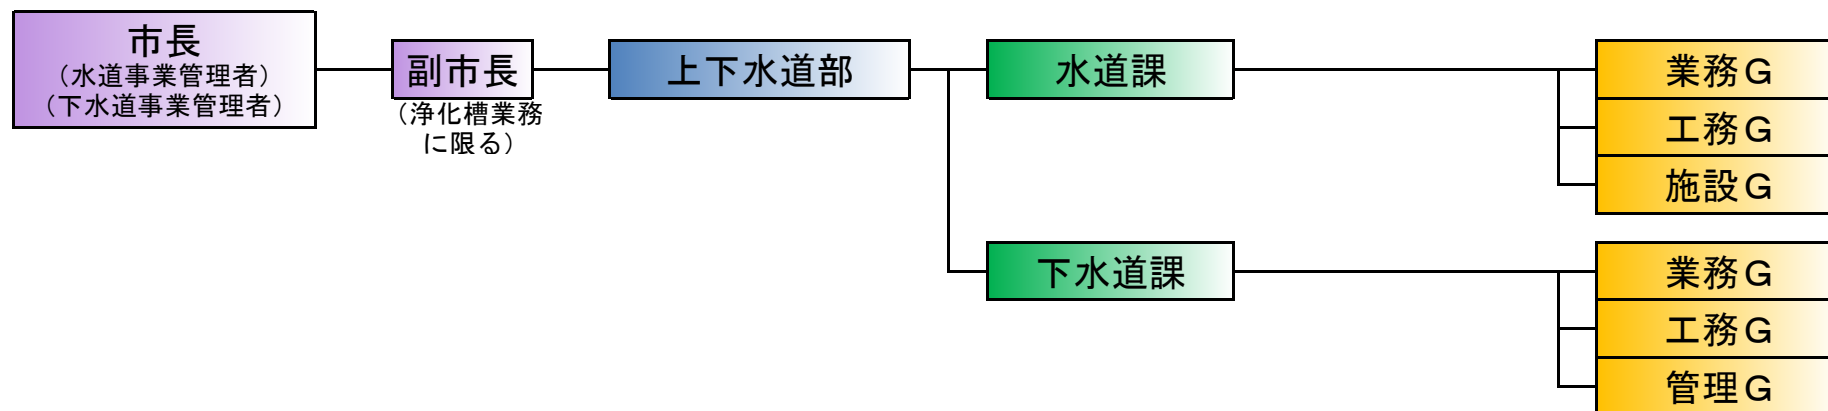 市長
（水道事業管理者）
（下水道事業管理者）
副市長
（浄化槽業務
に限る）
上下水道部
水道課
業務Ｇ
工務Ｇ
施設Ｇ
下水道課
業務Ｇ
工務Ｇ
管理Ｇ